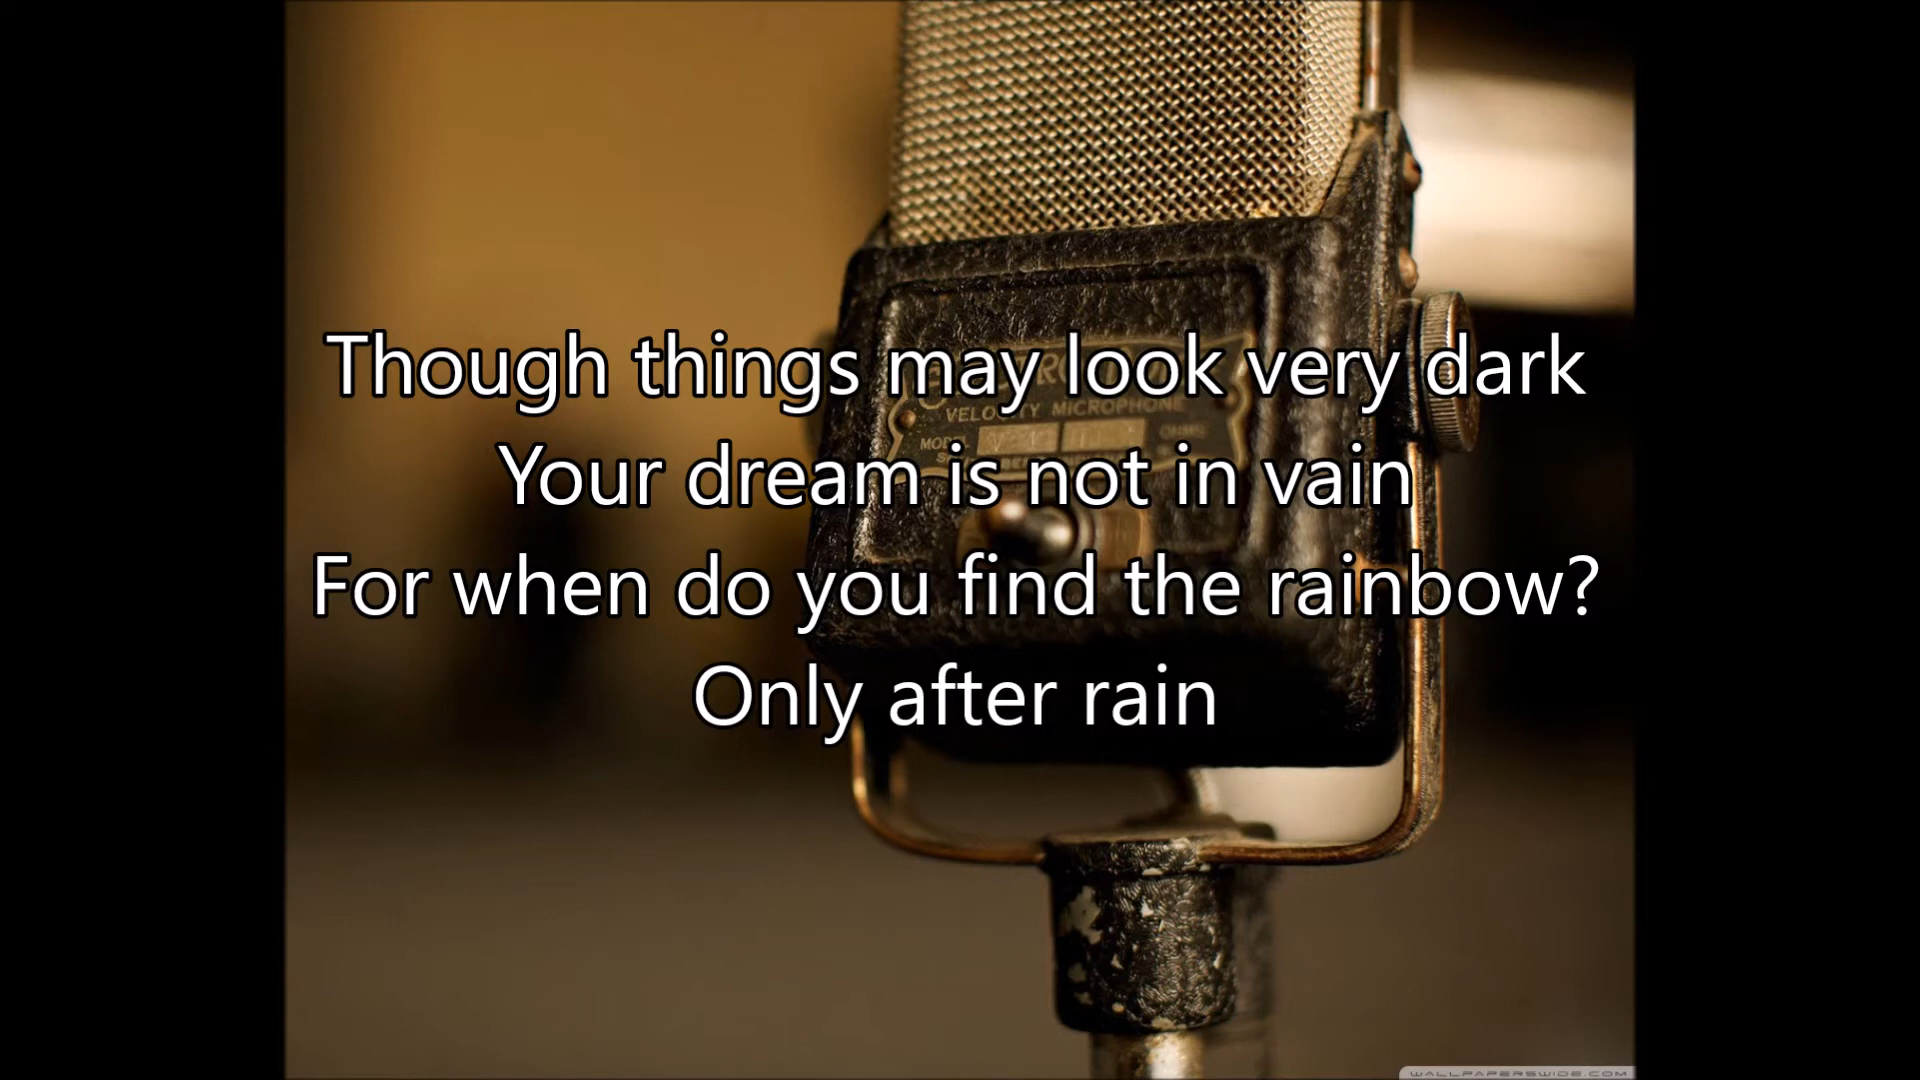 Though things may look very dark
Your dream is not in vain
For when do you find the rainbow?
Only after rain
VELOCITY MICROPHONE
MODEL
OHMS
WALLPAPERSWIDE.COM